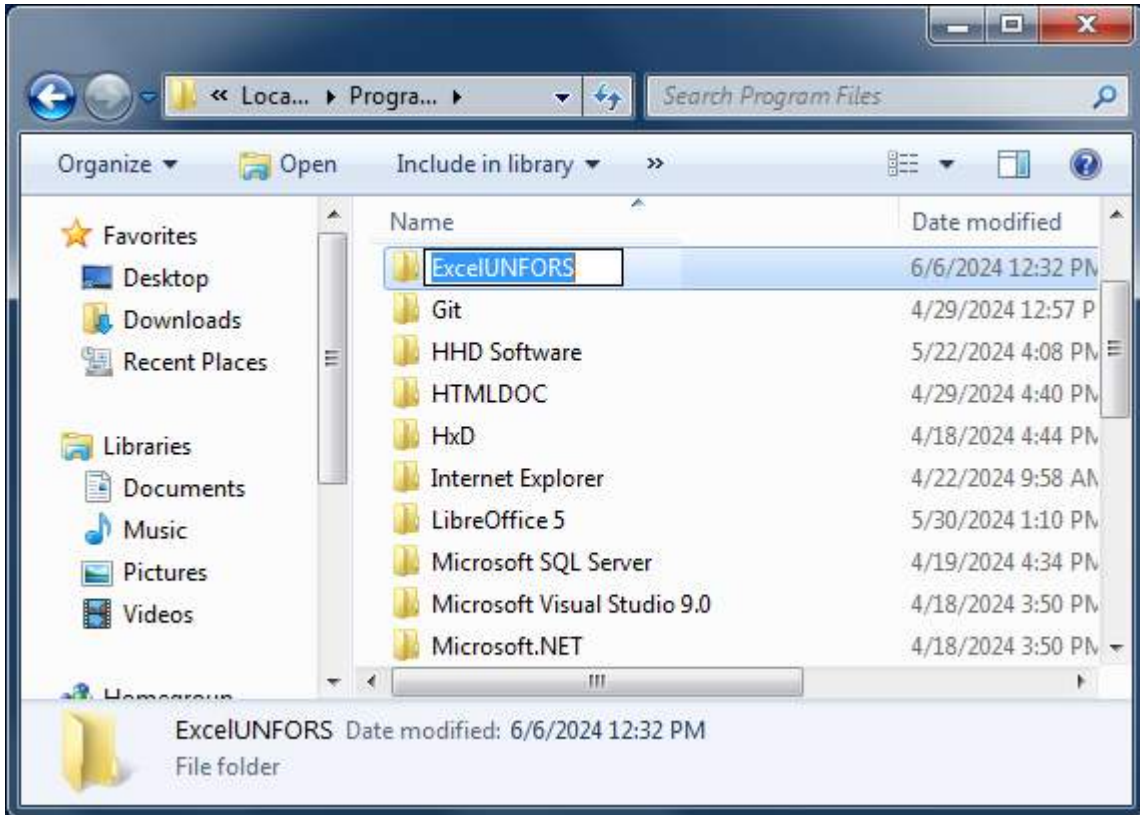 « Loca... ▸ Progra... ▸ Search Program Files
Organize ▾ Open Include in library ▾ »
Favorites
Desktop
Downloads
Recent Places
Libraries
Documents
Music
Pictures
Videos
Name Date modified
ExcelUNFORS 6/6/2024 12:32 PM
Git 4/29/2024 12:57 P
HHD Software 5/22/2024 4:08 PM
HTMLDOC 4/29/2024 4:40 PM
HxD 4/18/2024 4:44 PM
Internet Explorer 4/22/2024 9:58 AM
LibreOffice 5 5/30/2024 1:10 PM
Microsoft SQL Server 4/19/2024 4:34 PM
Microsoft Visual Studio 9.0 4/18/2024 3:50 PM
Microsoft.NET 4/18/2024 3:50 PM
ExcelUNFORS Date modified: 6/6/2024 12:32 PM
File folder